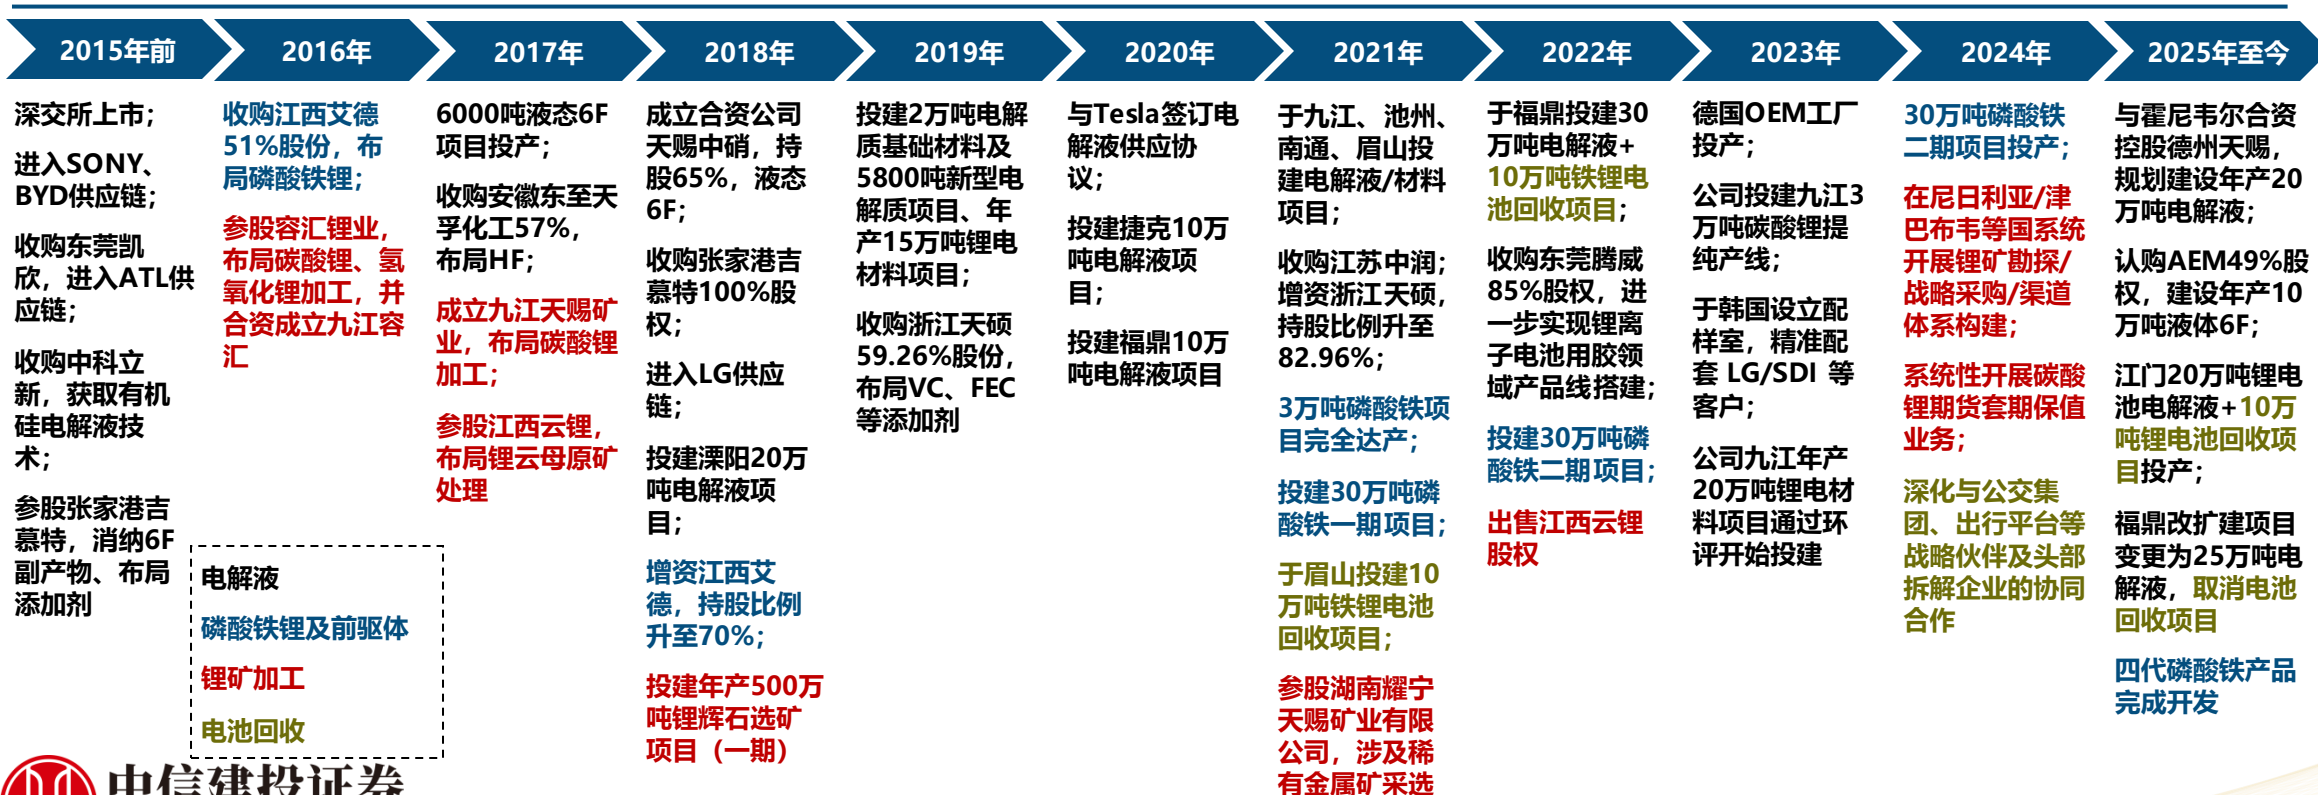 2015年前
2016年
2017年
2018年
2019年
2020年
2021年
2022年
2023年
2024年
2025年至今
深交所上市；
进入SONY、
BYD供应链；
收购东莞凯
欣，进入ATL供
应链；
收购中科立
新，获取有机
硅电解液技
术；
参股张家港吉
慕特，消纳6F
副产物、布局
添加剂
收购江西艾德
51%股份，布
局磷酸铁锂；
参股容汇锂业，
布局碳酸锂、氢
氧化锂加工，并
合资成立九江容
汇
6000吨液态6F
项目投产；
收购安徽东至天
孚化工57%，
布局HF；
成立九江天赐矿
业，布局碳酸锂
加工；
参股江西云锂，
布局锂云母原矿
处理
成立合资公司
天赐中硝，持
股65%，液态
6F；
收购张家港吉
慕特100%股
权；
进入LG供应
链；
投建溧阳20万
吨电解液项
目；
增资江西艾
德，持股比例
升至70%；
投建年产500万
吨锂辉石选矿
项目（一期）
投建2万吨电解
质基础材料及
5800吨新型电
解质项目、年
产15万吨锂电
材料项目；
收购浙江天硕
59.26%股份，
布局VC、FEC
等添加剂
与Tesla签订电
解液供应协
议；
投建捷克10万
吨电解液项
目；
投建福鼎10万
吨电解液项目
于九江、池州、
南通、眉山投
建电解液/材料
项目；
收购江苏中润；
增资浙江天硕，
持股比例升至
82.96%；
3万吨磷酸铁项
目完全达产；
投建30万吨磷
酸铁一期项目；
于眉山投建10
万吨铁锂电池
回收项目；
参股湖南耀宁
天赐矿业有限
公司，涉及稀
有金属矿采选
于福鼎投建30
万吨电解液+
10万吨铁锂电
池回收项目；
收购东莞腾威
85%股权，进
一步实现锂离
子电池用胶领
域产品线搭建；
投建30万吨磷
酸铁二期项目；
出售江西云锂
股权
德国OEM工厂
投产；
公司投建九江3
万吨碳酸锂提
纯产线；
于韩国设立配
样室，精准配
套 LG/SDI 等
客户；
公司九江年产
20万吨锂电材
料项目通过环
评开始投建
30万吨磷酸铁
二期项目投产；
在尼日利亚/津
巴布韦等国系统
开展锂矿勘探/
战略采购/渠道
体系构建；
系统性开展碳酸
锂期货套期保值
业务；
深化与公交集
团、出行平台等
战略伙伴及头部
拆解企业的协同
合作
与霍尼韦尔合资
控股德州天赐，
规划建设年产20
万吨电解液；
认购AEM49%股
权，建设年产10
万吨液体6F；
江门20万吨锂电
池电解液+10万
吨锂电池回收项
目投产；
福鼎改扩建项目
变更为25万吨电
解液，取消电池
回收项目
四代磷酸铁产品
完成开发
电解液
磷酸铁锂及前驱体
锂矿加工
电池回收
中信建投证券